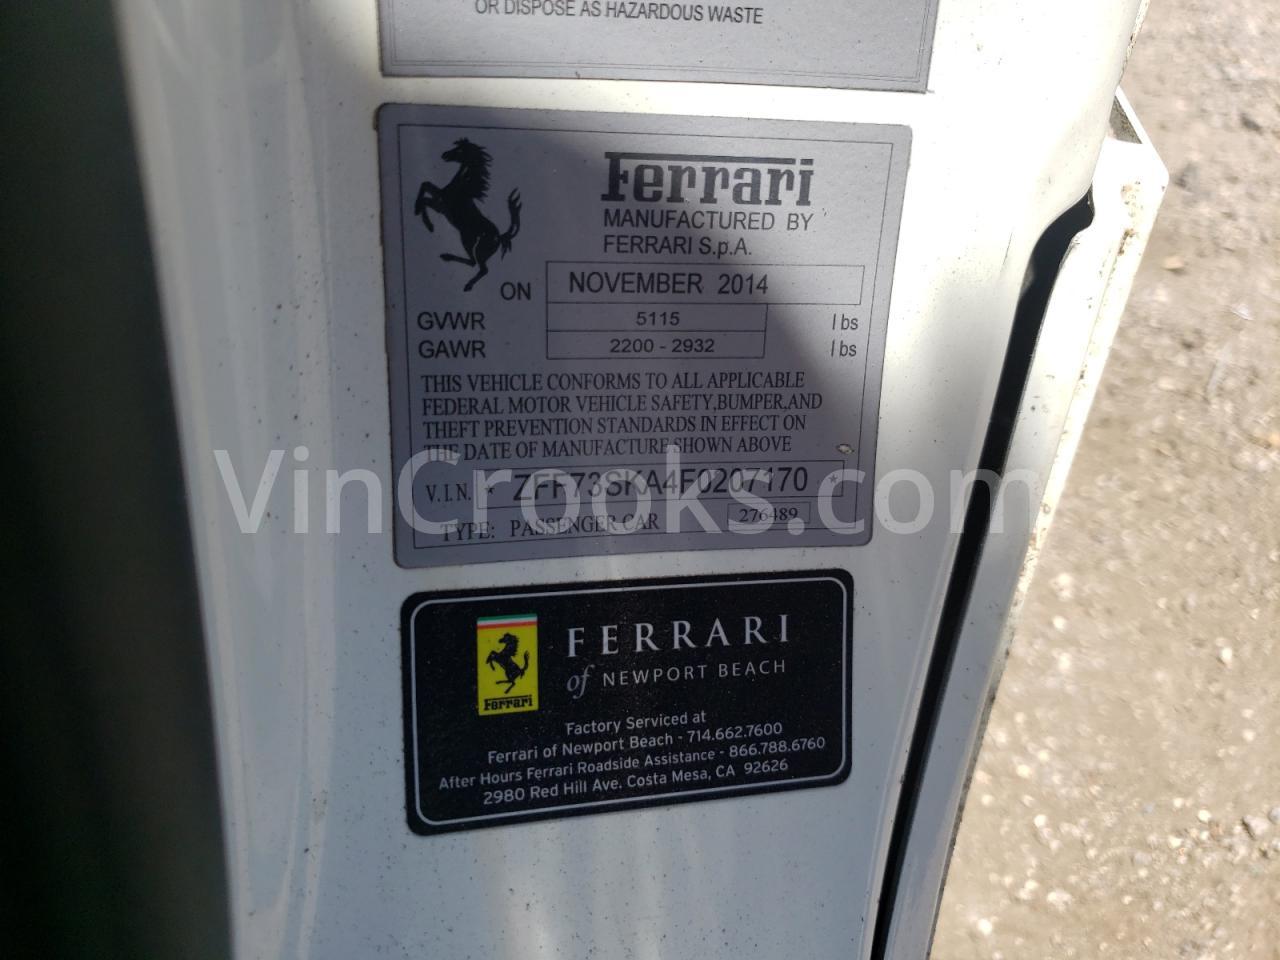 OR DISPOSE AS HAZARDOUS WASTE
Ferrari
MANUFACTURED BY
FERRARI S.p.A.
ON NOVEMBER 2014
GVWR 5115 lbs
GAWR 2200 - 2932 lbs
THIS VEHICLE CONFORMS TO ALL APPLICABLE
FEDERAL MOTOR VEHICLE SAFETY,BUMPER,AND
THEFT PREVENTION STANDARDS IN EFFECT ON
THE DATE OF MANUFACTURE SHOWN ABOVE
V.I.N. * ZFF73SKA4F0207170 *
TYPE: PASSENGER CAR 276489
VinCrooks.com
FERRARI
of NEWPORT BEACH
Ferrari
Factory Serviced at
Ferrari of Newport Beach - 714.662.7600
After Hours Ferrari Roadside Assistance - 866.788.6760
2980 Red Hill Ave. Costa Mesa, CA 92626